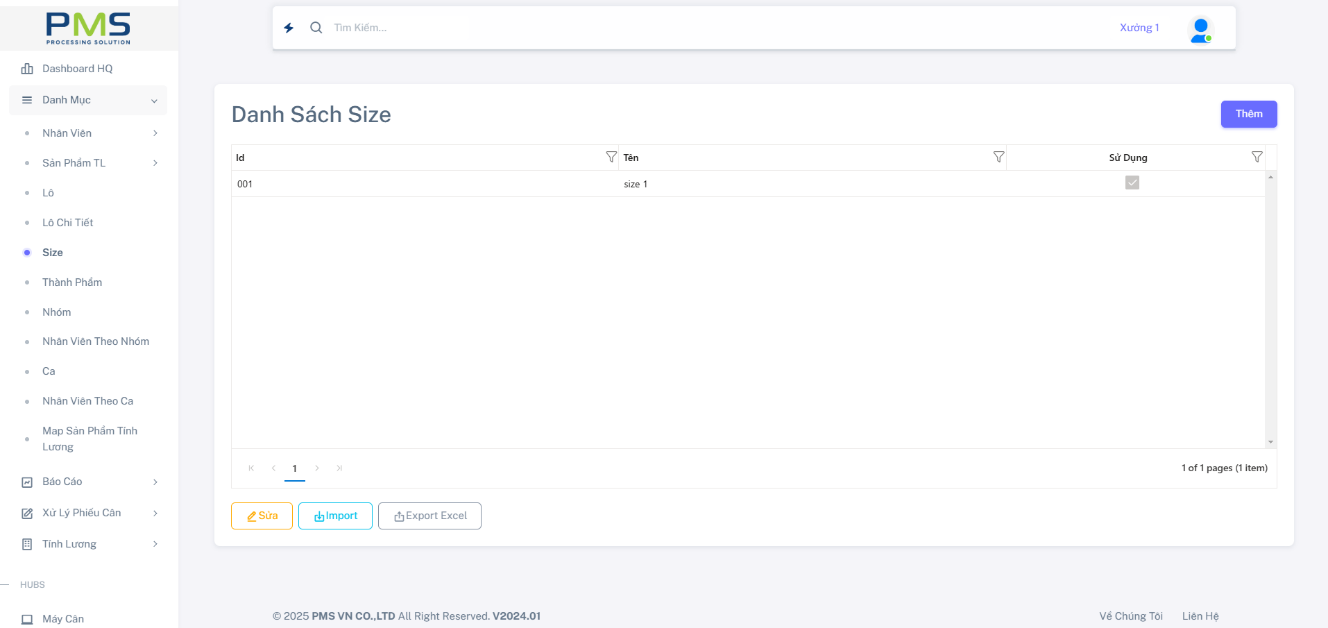 PMS
PROCESSING SOLUTION
Tìm Kiếm...
Xưởng 1
Dashboard HQ
Danh Mục
Nhân Viên
Sản Phẩm TL
Lô
Lô Chi Tiết
Size
Thành Phẩm
Nhóm
Nhân Viên Theo Nhóm
Ca
Nhân Viên Theo Ca
Map Sản Phẩm Tính
Lương
Báo Cáo
Xử Lý Phiếu Cân
Tính Lương
HUBS
Máy Cân
Danh Sách Size
Thêm
Id Tên Sử Dụng
001 size 1
1
1 of 1 pages (1 item)
Sửa Import Export Excel
© 2025 PMS VN CO.,LTD All Right Reserved. V2024.01
Về Chúng Tôi Liên Hệ